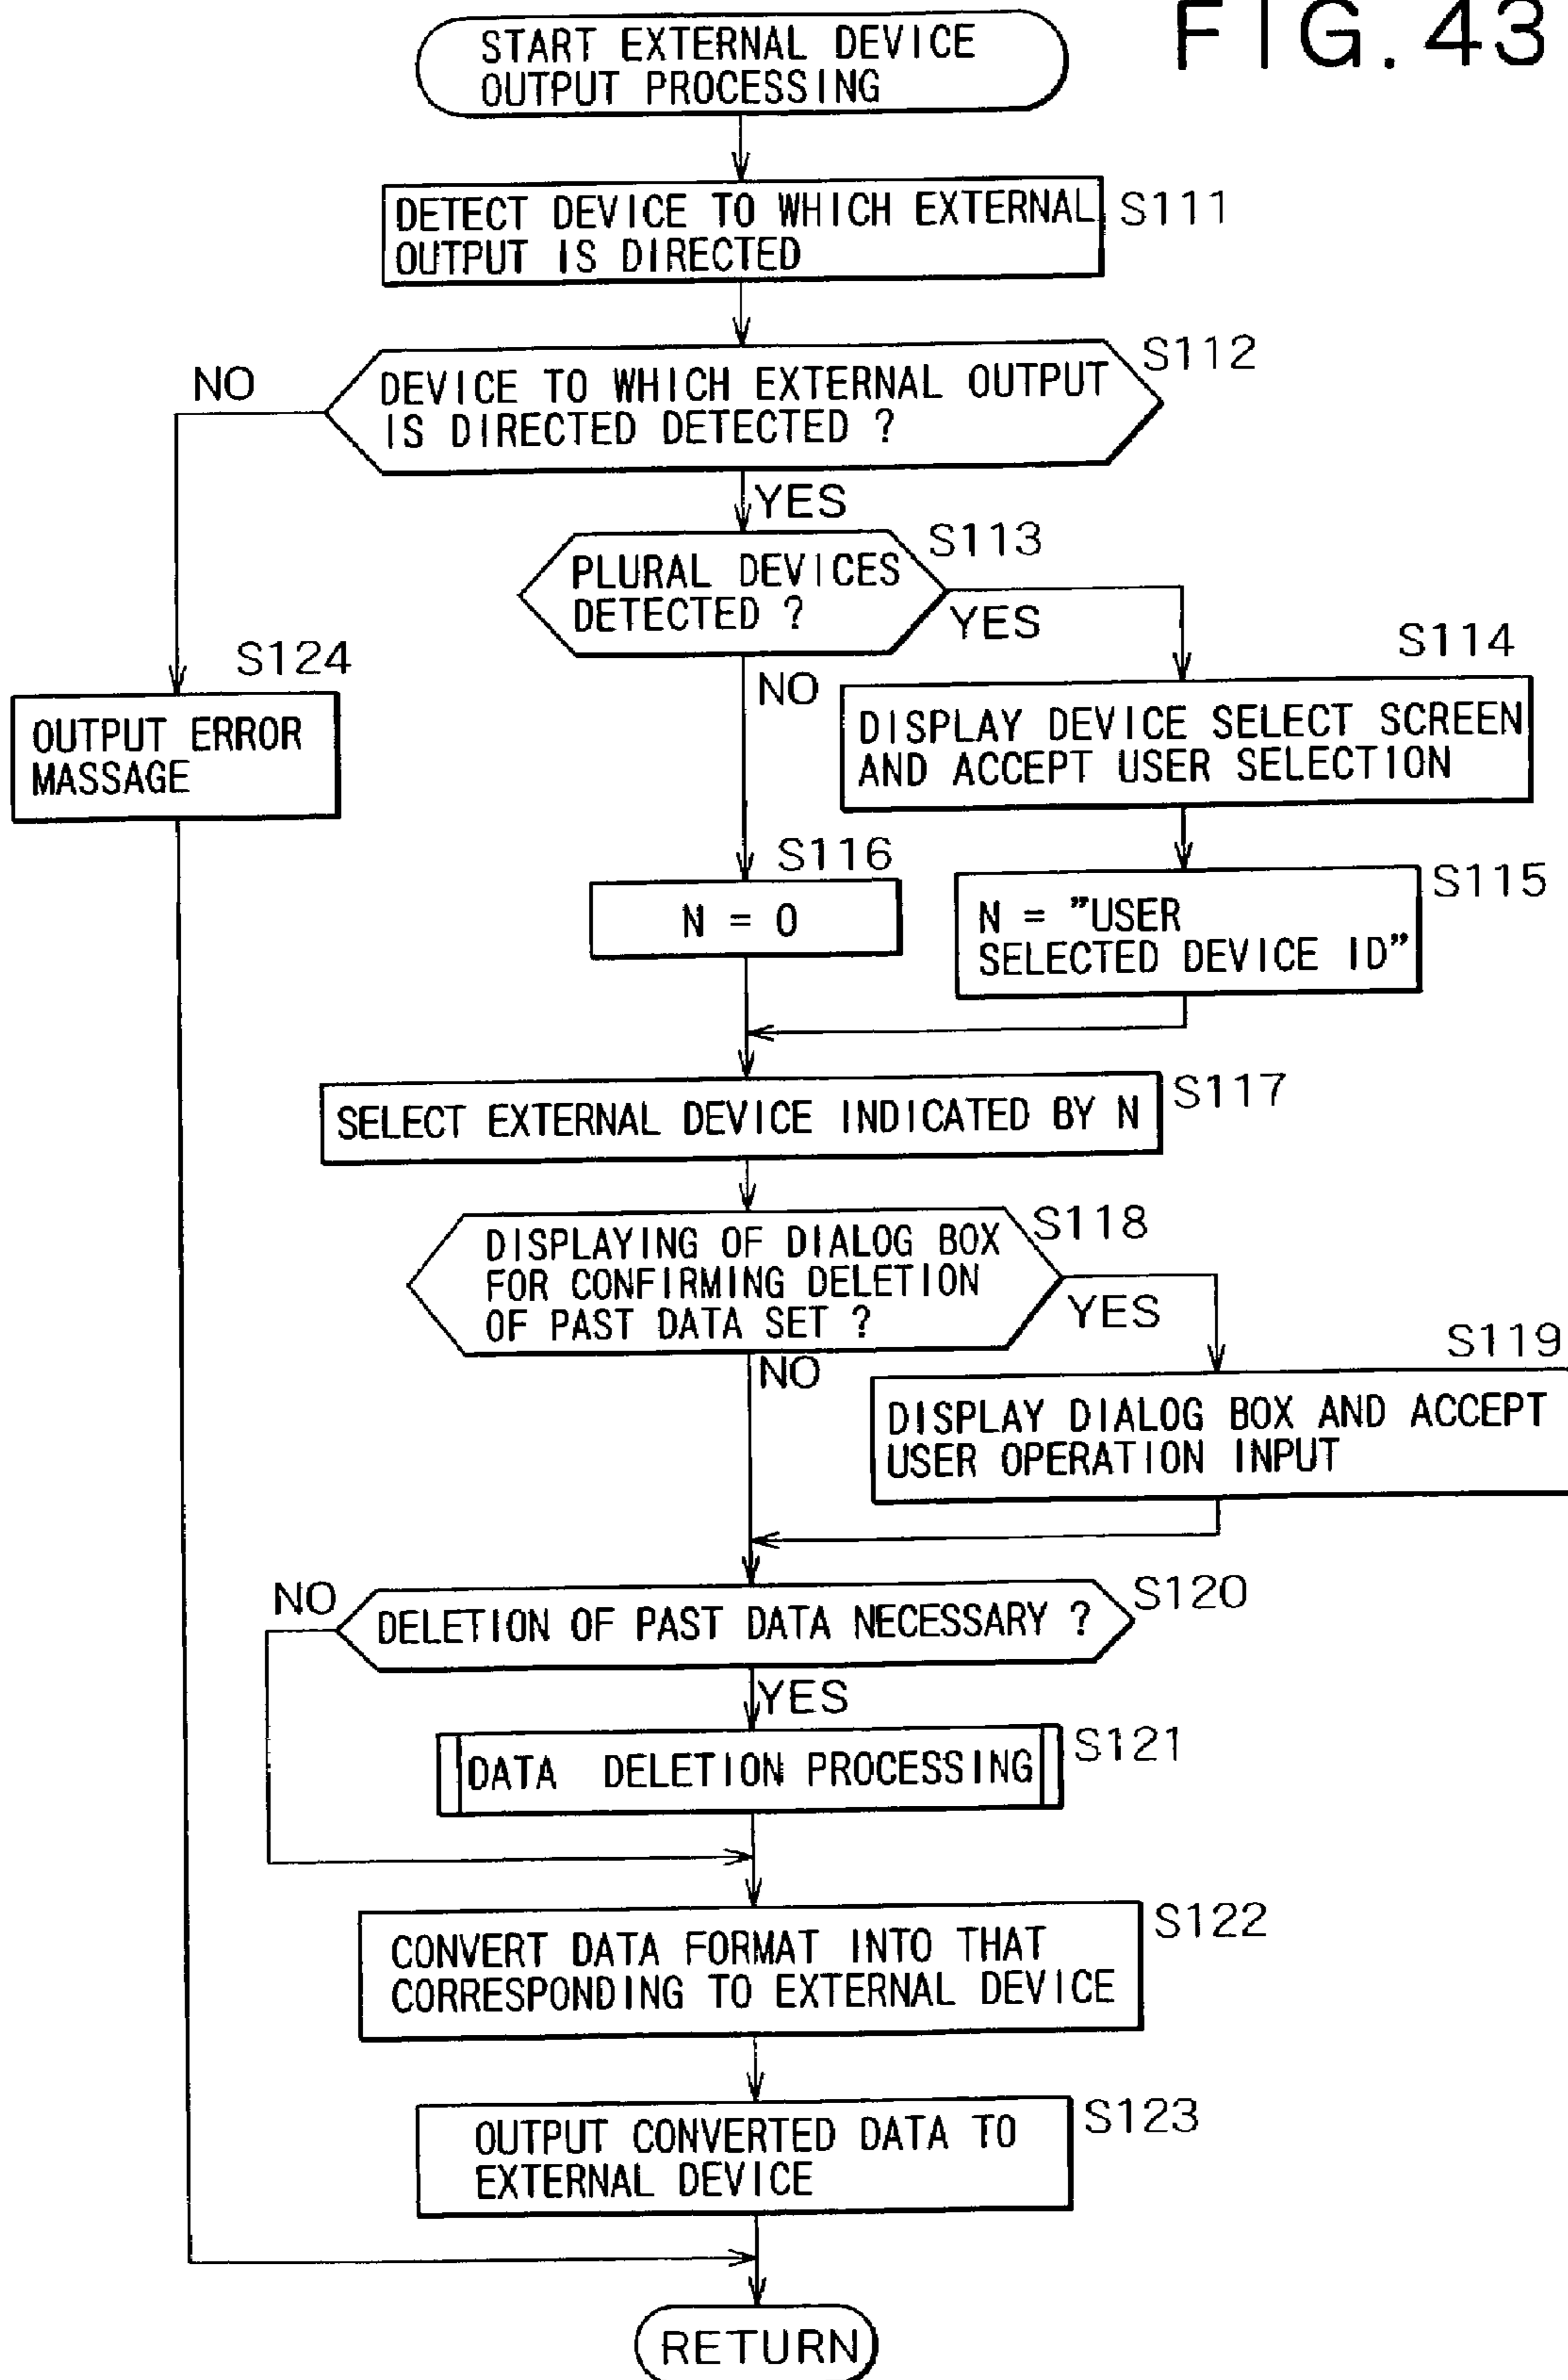 FIG. 43
START EXTERNAL DEVICE
OUTPUT PROCESSING
DETECT DEVICE TO WHICH EXTERNAL
OUTPUT IS DIRECTED
S111
S112
NO
DEVICE TO WHICH EXTERNAL OUTPUT
IS DIRECTED DETECTED ?
YES
S113
PLURAL DEVICES
DETECTED ?
YES
NO
S124
OUTPUT ERROR
MASSAGE
S114
DISPLAY DEVICE SELECT SCREEN
AND ACCEPT USER SELECTION
S116
N = 0
S115
N = ”USER
SELECTED DEVICE ID”
SELECT EXTERNAL DEVICE INDICATED BY N
S117
S118
DISPLAYING OF DIALOG BOX
FOR CONFIRMING DELETION
OF PAST DATA SET ?
YES
NO
S119
DISPLAY DIALOG BOX AND ACCEPT
USER OPERATION INPUT
NO
DELETION OF PAST DATA NECESSARY ?
S120
YES
DATA DELETION PROCESSING
S121
CONVERT DATA FORMAT INTO THAT
CORRESPONDING TO EXTERNAL DEVICE
S122
OUTPUT CONVERTED DATA TO
EXTERNAL DEVICE
S123
RETURN